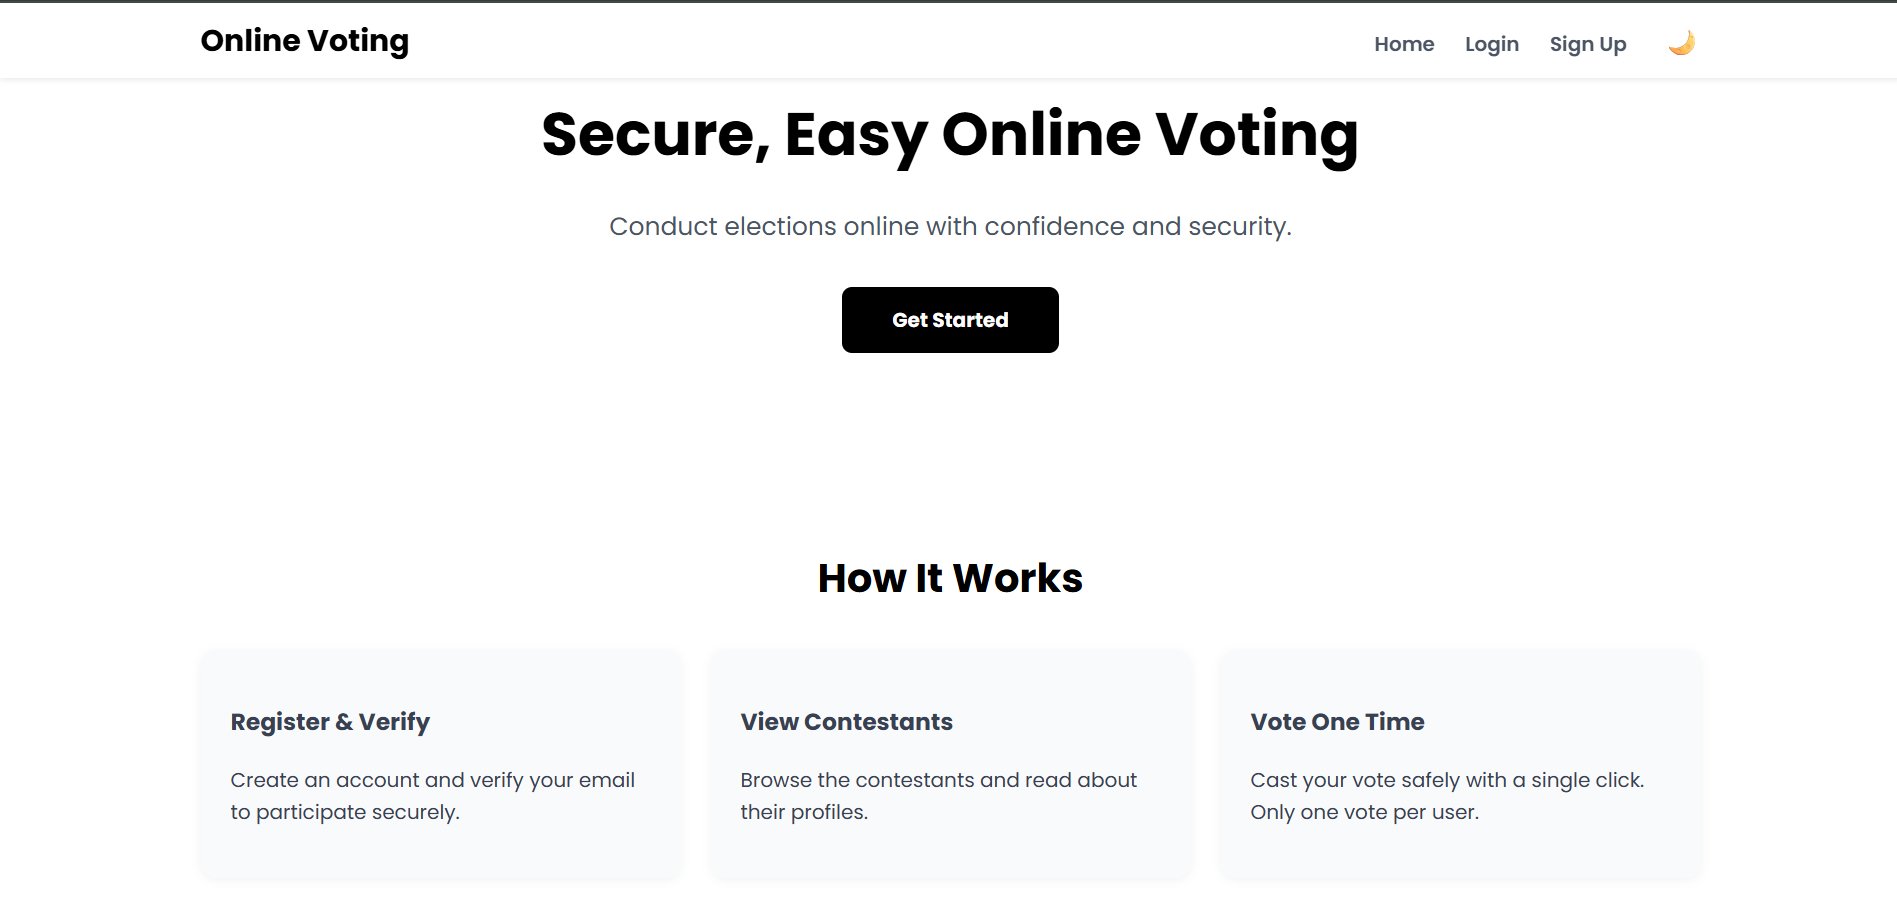 Online Voting
Home
Login
Sign Up
Secure, Easy Online Voting
Conduct elections online with confidence and security.
Get Started
How It Works
Register & Verify
Create an account and verify your email
to participate securely.
View Contestants
Browse the contestants and read about
their profiles.
Vote One Time
Cast your vote safely with a single click.
Only one vote per user.